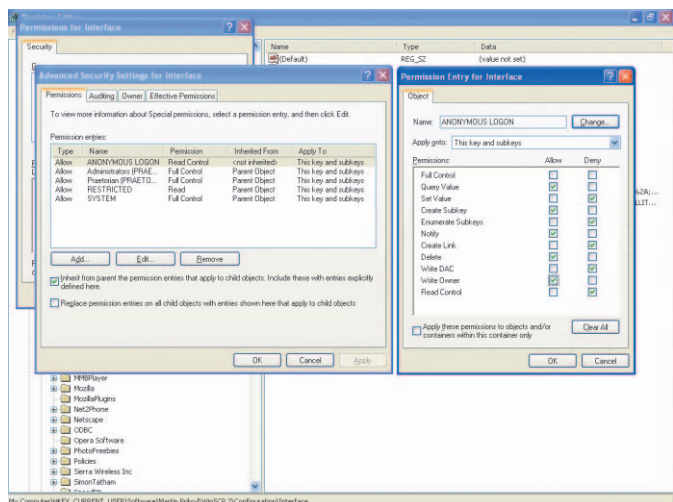 Permissions for Interface
Security
Name Type Data
(Default) REG_SZ (value not set)
Advanced Security Settings for Interface
Permissions Auditing Owner Effective Permissions
To view more information about Special permissions, select a permission entry, and then click Edit.
Permission entries:
Type Name Permission Inherited From Apply To
Allow ANONYMOUS LOGON Read Control <not inherited> This key and subkeys
Allow Administrators (PRAE... Full Control Parent Object This key and subkeys
Allow Praetorian (PRAETO... Full Control Parent Object This key and subkeys
Allow RESTRICTED Read Parent Object This key and subkeys
Allow SYSTEM Full Control Parent Object This key and subkeys
Add... Edit... Remove
Inherit from parent the permission entries that apply to child objects. Include these with entries explicitly
defined here.
Replace permission entries on all child objects with entries shown here that apply to child objects
OK Cancel Apply
Permission Entry for Interface
Object
Name: ANONYMOUS LOGON Change...
Apply onto: This key and subkeys
Permissions: Allow Deny
Full Control
Query Value
Set Value
Create Subkey
Enumerate Subkeys
Notify
Create Link
Delete
Write DAC
Write Owner
Read Control
Apply these permissions to objects and/or
containers within this container only
Clear All
OK Cancel
MMBPlayer
Mozilla
MozillaPlugins
Net2Phone
Netscape
ODBC
Opera Software
PhotoFreebies
Policies
Sierra Wireless Inc
SimonTatham